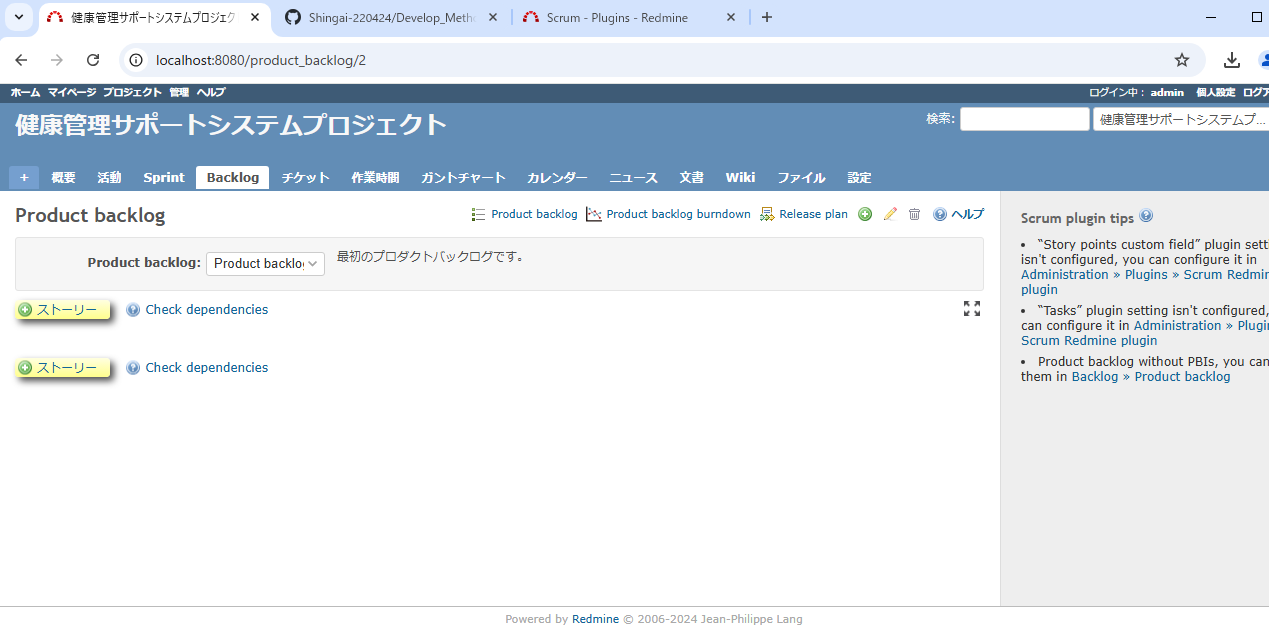 健康管理サポートシステムプロジェク
Shingai-220424/Develop_Meth
Scrum - Plugins - Redmine
localhost:8080/product_backlog/2
ホーム マイページ プロジェクト 管理 ヘルプ
ログイン中： admin 個人設定 ログア
健康管理サポートシステムプロジェクト
検索:
健康管理サポートシステムプ...
+ 概要 活動 Sprint Backlog チケット 作業時間 ガントチャート カレンダー ニュース 文書 Wiki ファイル 設定
Product backlog
Product backlog Product backlog burndown Release plan ヘルプ
Product backlog: Product backlog
最初のプロダクトバックログです。
ストーリー Check dependencies
ストーリー Check dependencies
Scrum plugin tips
• “Story points custom field” plugin setti
isn't configured, you can configure it in
Administration » Plugins » Scrum Redmin
plugin
• “Tasks” plugin setting isn't configured,
can configure it in Administration » Plugi
Scrum Redmine plugin
• Product backlog without PBIs, you can
them in Backlog » Product backlog
Powered by Redmine © 2006-2024 Jean-Philippe Lang